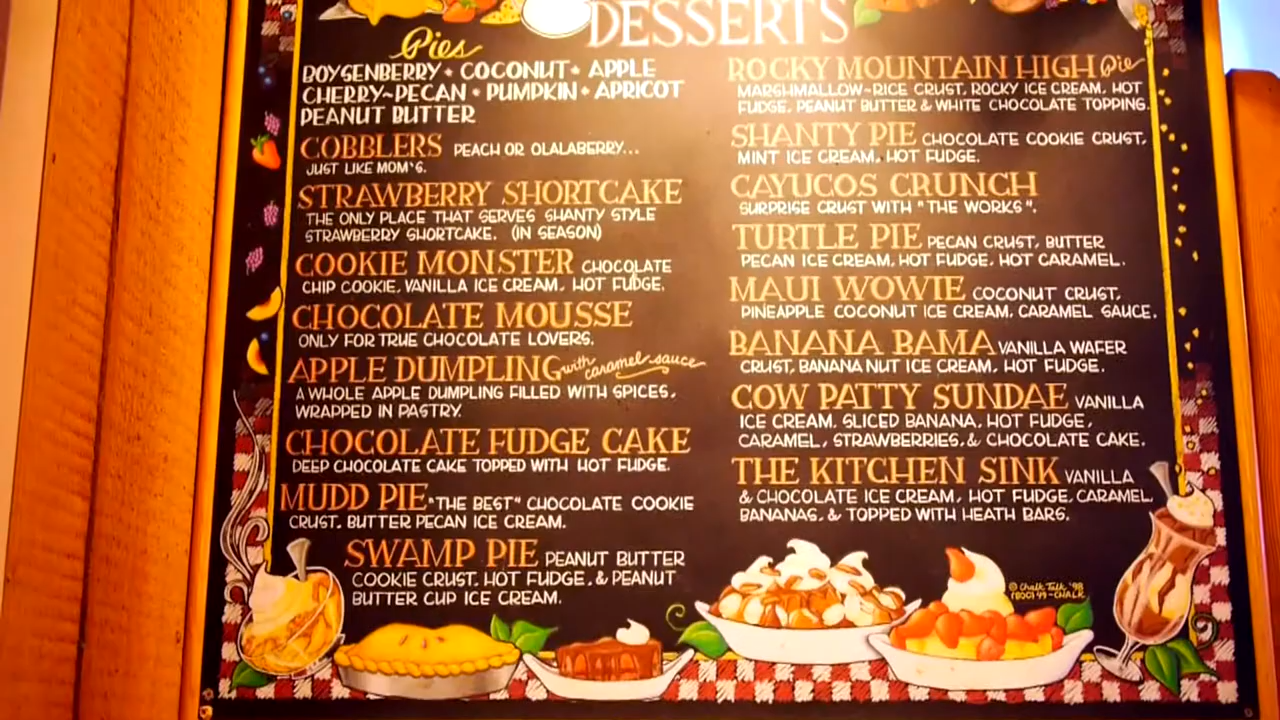 DESSERTS
Pies
BOYSENBERRY • COCONUT • APPLE
CHERRY~PECAN • PUMPKIN • APRICOT
PEANUT BUTTER
COBBLERS PEACH OR OLALABERRY...
JUST LIKE MOM'S.
STRAWBERRY SHORTCAKE
THE ONLY PLACE THAT SERVES SHANTY STYLE
STRAWBERRY SHORTCAKE. (IN SEASON)
COOKIE MONSTER CHOCOLATE
CHIP COOKIE, VANILLA ICE CREAM, HOT FUDGE.
CHOCOLATE MOUSSE
ONLY FOR TRUE CHOCOLATE LOVERS.
APPLE DUMPLING with caramel sauce
A WHOLE APPLE DUMPLING FILLED WITH SPICES,
WRAPPED IN PASTRY.
CHOCOLATE FUDGE CAKE
DEEP CHOCOLATE CAKE TOPPED WITH HOT FUDGE.
MUDD PIE "THE BEST" CHOCOLATE COOKIE
CRUST, BUTTER PECAN ICE CREAM.
SWAMP PIE PEANUT BUTTER
COOKIE CRUST, HOT FUDGE, & PEANUT
BUTTER CUP ICE CREAM.
ROCKY MOUNTAIN HIGH Pie
MARSHMALLOW-RICE CRUST, ROCKY ICE CREAM, HOT
FUDGE, PEANUT BUTTER & WHITE CHOCOLATE TOPPING.
SHANTY PIE CHOCOLATE COOKIE CRUST,
MINT ICE CREAM, HOT FUDGE.
CAYUCOS CRUNCH
SURPRISE CRUST WITH "THE WORKS".
TURTLE PIE PECAN CRUST, BUTTER
PECAN ICE CREAM, HOT FUDGE, HOT CARAMEL.
MAUI WOWIE COCONUT CRUST,
PINEAPPLE COCONUT ICE CREAM, CARAMEL SAUCE.
BANANA BAMA VANILLA WAFER
CRUST, BANANA NUT ICE CREAM, HOT FUDGE.
COW PATTY SUNDAE VANILLA
ICE CREAM, SLICED BANANA, HOT FUDGE,
CARAMEL, STRAWBERRIES, & CHOCOLATE CAKE.
THE KITCHEN SINK VANILLA
& CHOCOLATE ICE CREAM, HOT FUDGE, CARAMEL,
BANANAS, & TOPPED WITH HEATH BARS.
© Chalk Talk '98
(800) 49-CHALK